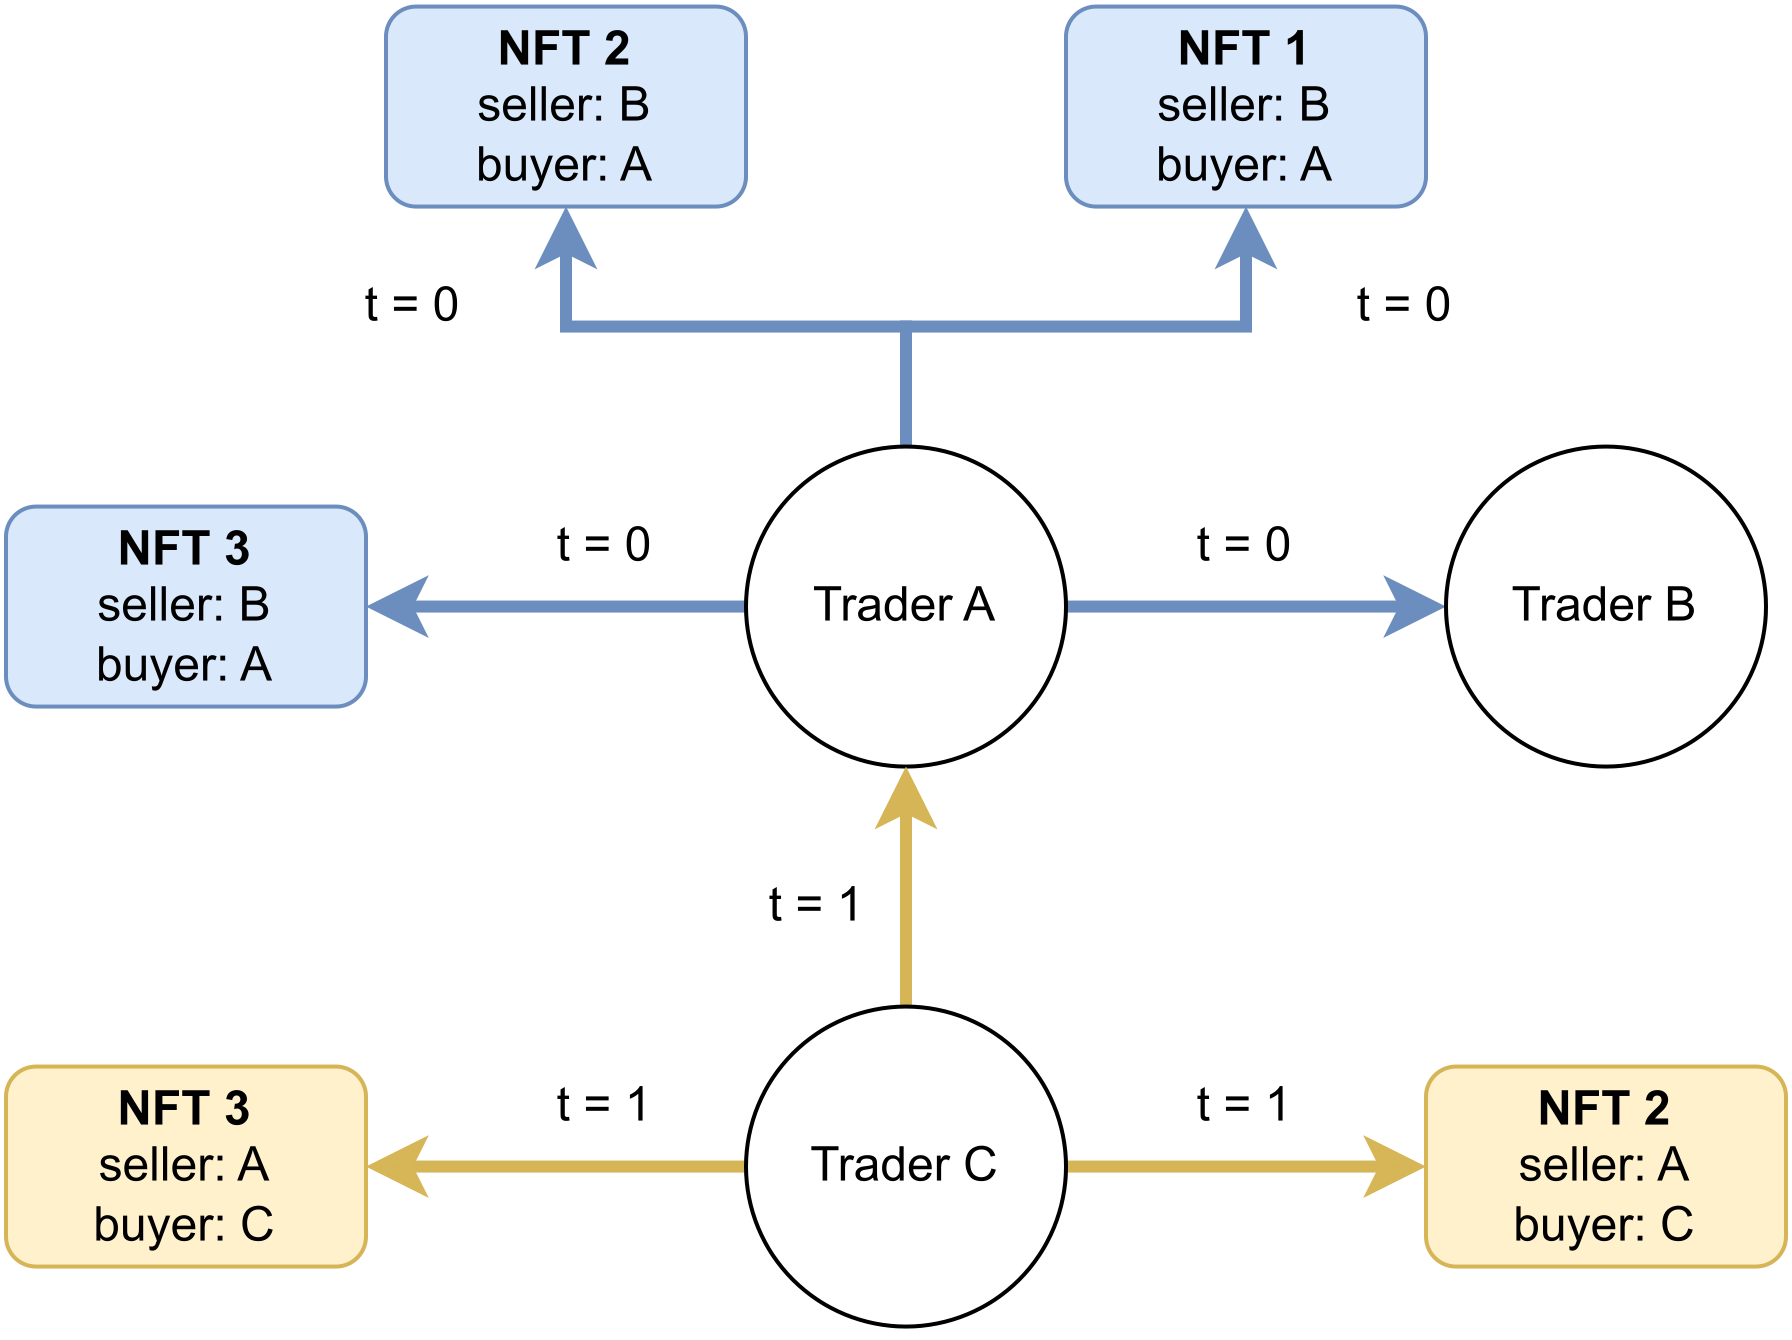 NFT 2
seller: B
buyer: A
NFT 1
seller: B
buyer: A
t = 0
t = 0
NFT 3
seller: B
buyer: A
t = 0
Trader A
t = 0
Trader B
t = 1
NFT 3
seller: A
buyer: C
t = 1
Trader C
t = 1
NFT 2
seller: A
buyer: C